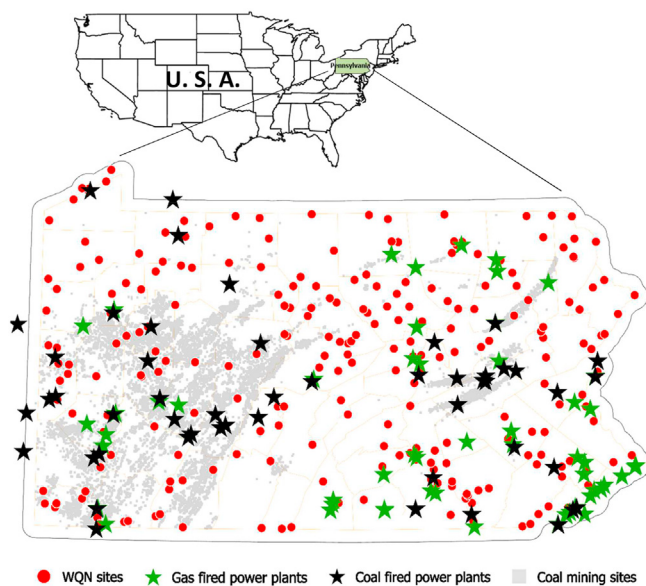 Pennsylvania
U. S. A.
WQN sites
Gas fired power plants
Coal fired power plants
Coal mining sites